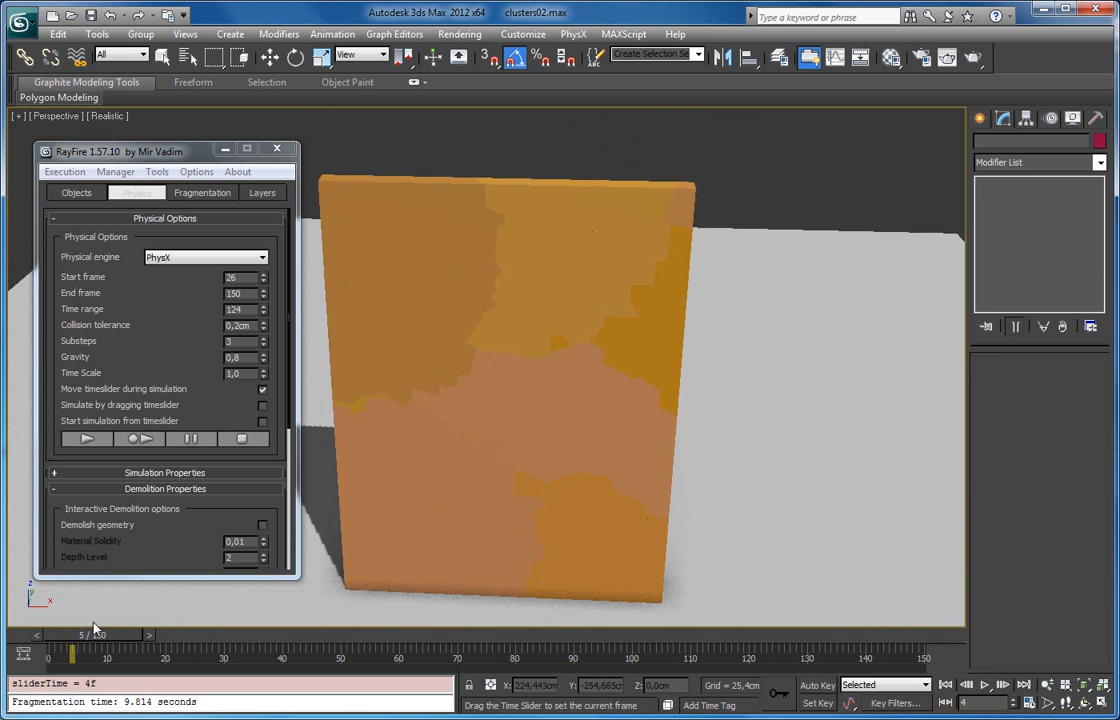 Autodesk 3ds Max 2012 x64 clusters02.max
Type a keyword or phrase
Edit Tools Group Views Create Modifiers Animation Graph Editors Rendering Customize PhysX MAXScript Help
All View Create Selection Se
Graphite Modeling Tools Freeform Selection Object Paint
Polygon Modeling
[ + ] [ Perspective ] [ Realistic ]
RayFire 1.57.10 by Mir Vadim
Execution Manager Tools Options About
Objects Physics Fragmentation Layers
- Physical Options
Physical Options
Physical engine PhysX
Start frame 26
End frame 150
Time range 124
Collision tolerance 0,2cm
Substeps 3
Gravity 0,8
Time Scale 1,0
Move timeslider during simulation
Simulate by dragging timeslider
Start simulation from timeslider
+ Simulation Properties
- Demolition Properties
Interactive Demolition options
Demolish geometry
Material Solidity 0,01
Depth Level 2
Modifier List
z
y
x
< >
0 10 20 30 40 50 60 70 80 90 100 110 120 130 140 150
sliderTime = 4f
Fragmentation time: 9.814 seconds
X: 224,443cm Y: -254,665cm Z: 0,0cm Grid = 25,4cm
Drag the Time Slider to set the current frame Add Time Tag
Auto Key Selected
Set Key Key Filters... 4